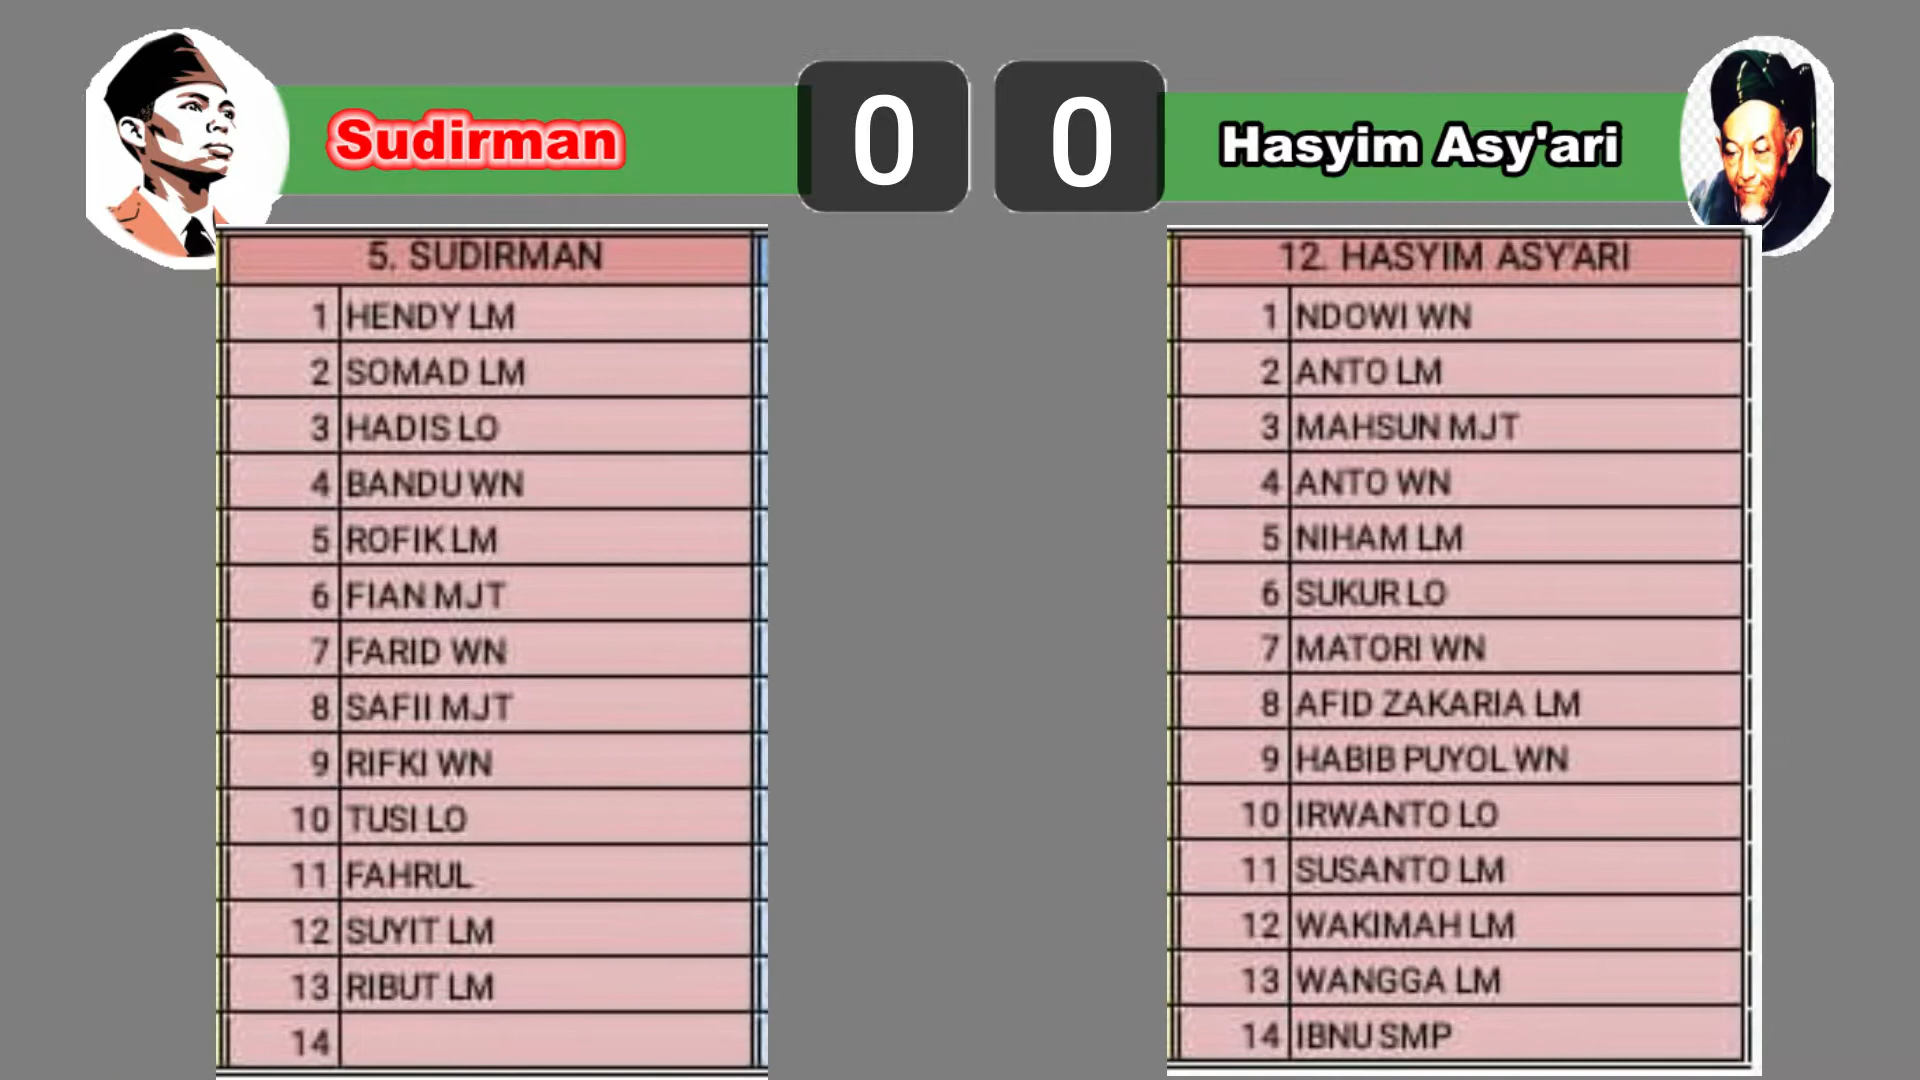 Sudirman
0
0
Hasyim Asy'ari
5. SUDIRMAN
1 HENDY LM
2 SOMAD LM
3 HADIS LO
4 BANDU WN
5 ROFIK LM
6 FIAN MJT
7 FARID WN
8 SAFII MJT
9 RIFKI WN
10 TUSI LO
11 FAHRUL
12 SUYIT LM
13 RIBUT LM
14
12. HASYIM ASY'ARI
1 NDOWI WN
2 ANTO LM
3 MAHSUN MJT
4 ANTO WN
5 NIHAM LM
6 SUKUR LO
7 MATORI WN
8 AFID ZAKARIA LM
9 HABIB PUYOL WN
10 IRWANTO LO
11 SUSANTO LM
12 WAKIMAH LM
13 WANGGA LM
14 IBNU SMP